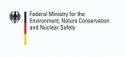 Federal Ministry for the
Environment, Nature Conservation
and Nuclear Safety